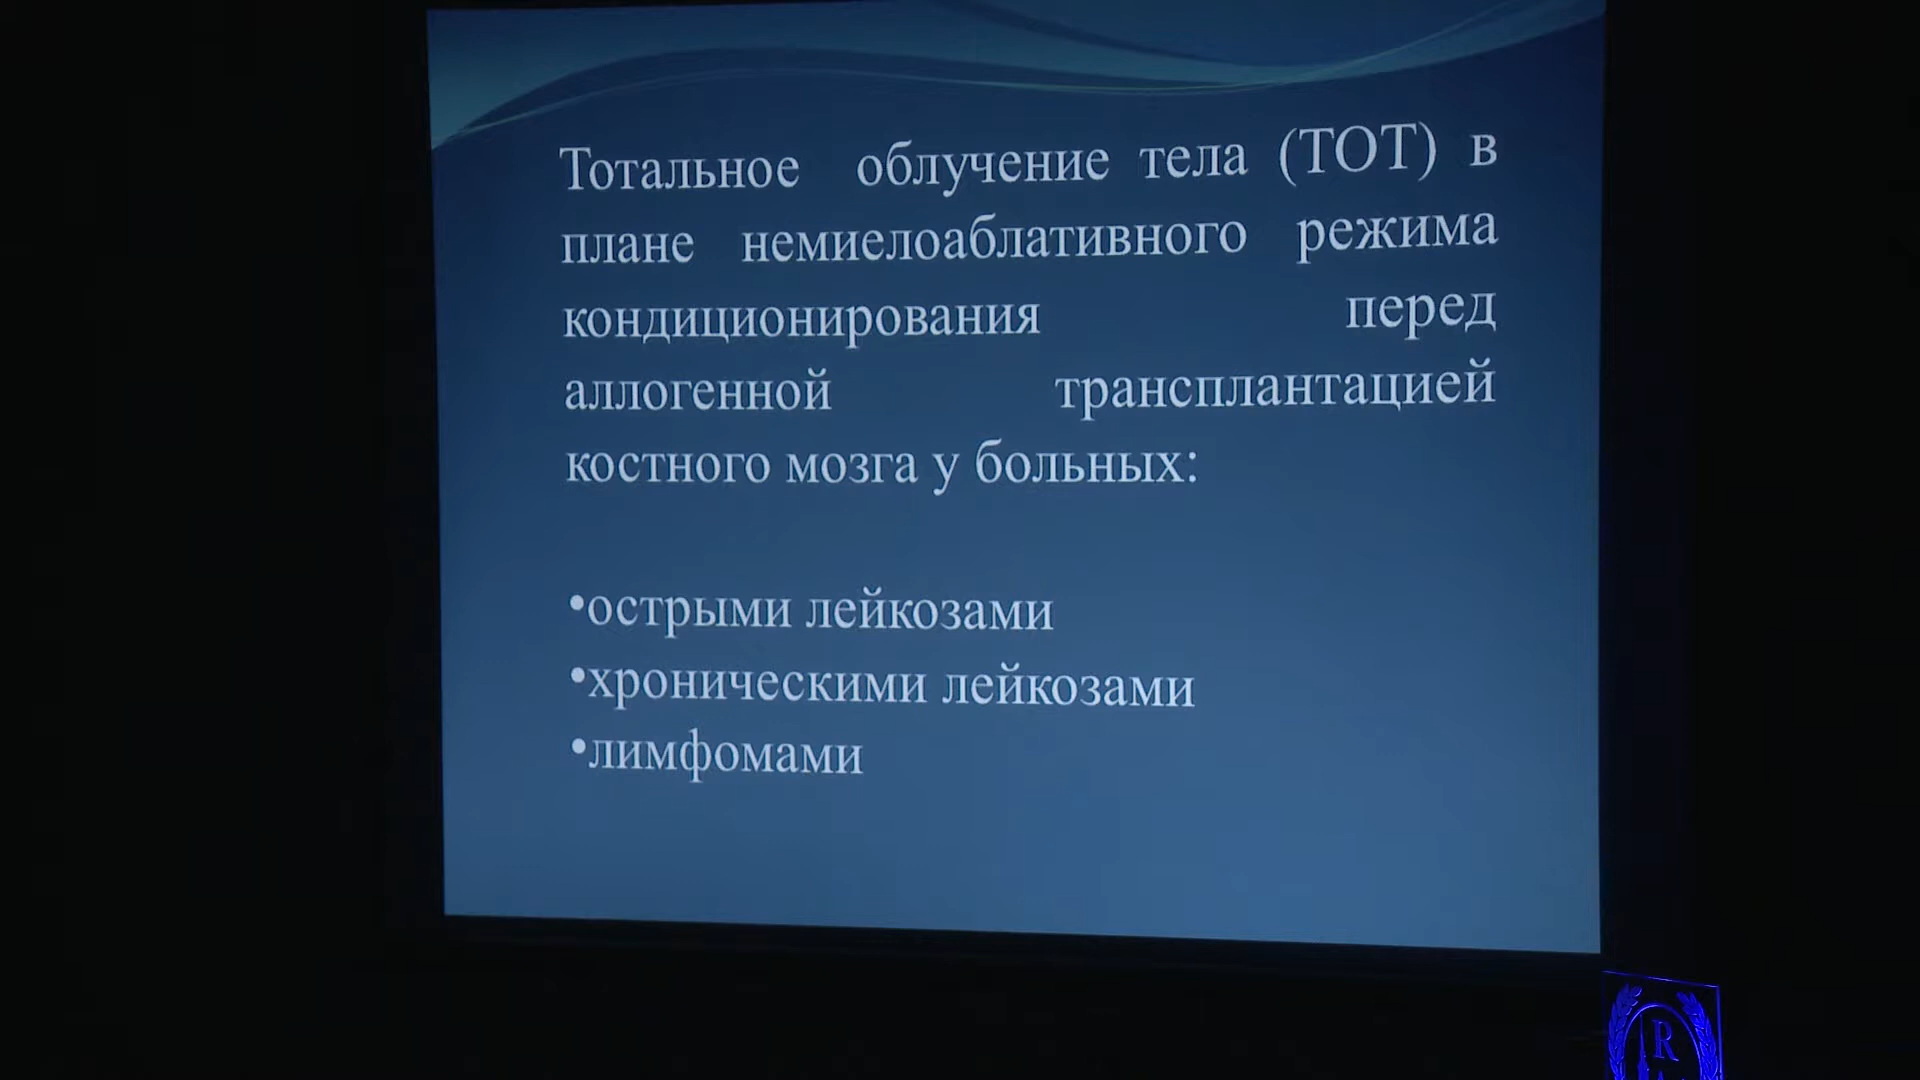 Тотальное облучение тела (ТОТ) в
плане немиелоаблативного режима
кондиционирования перед
аллогенной трансплантацией
костного мозга у больных:
•острыми лейкозами
•хроническими лейкозами
•лимфомами
R